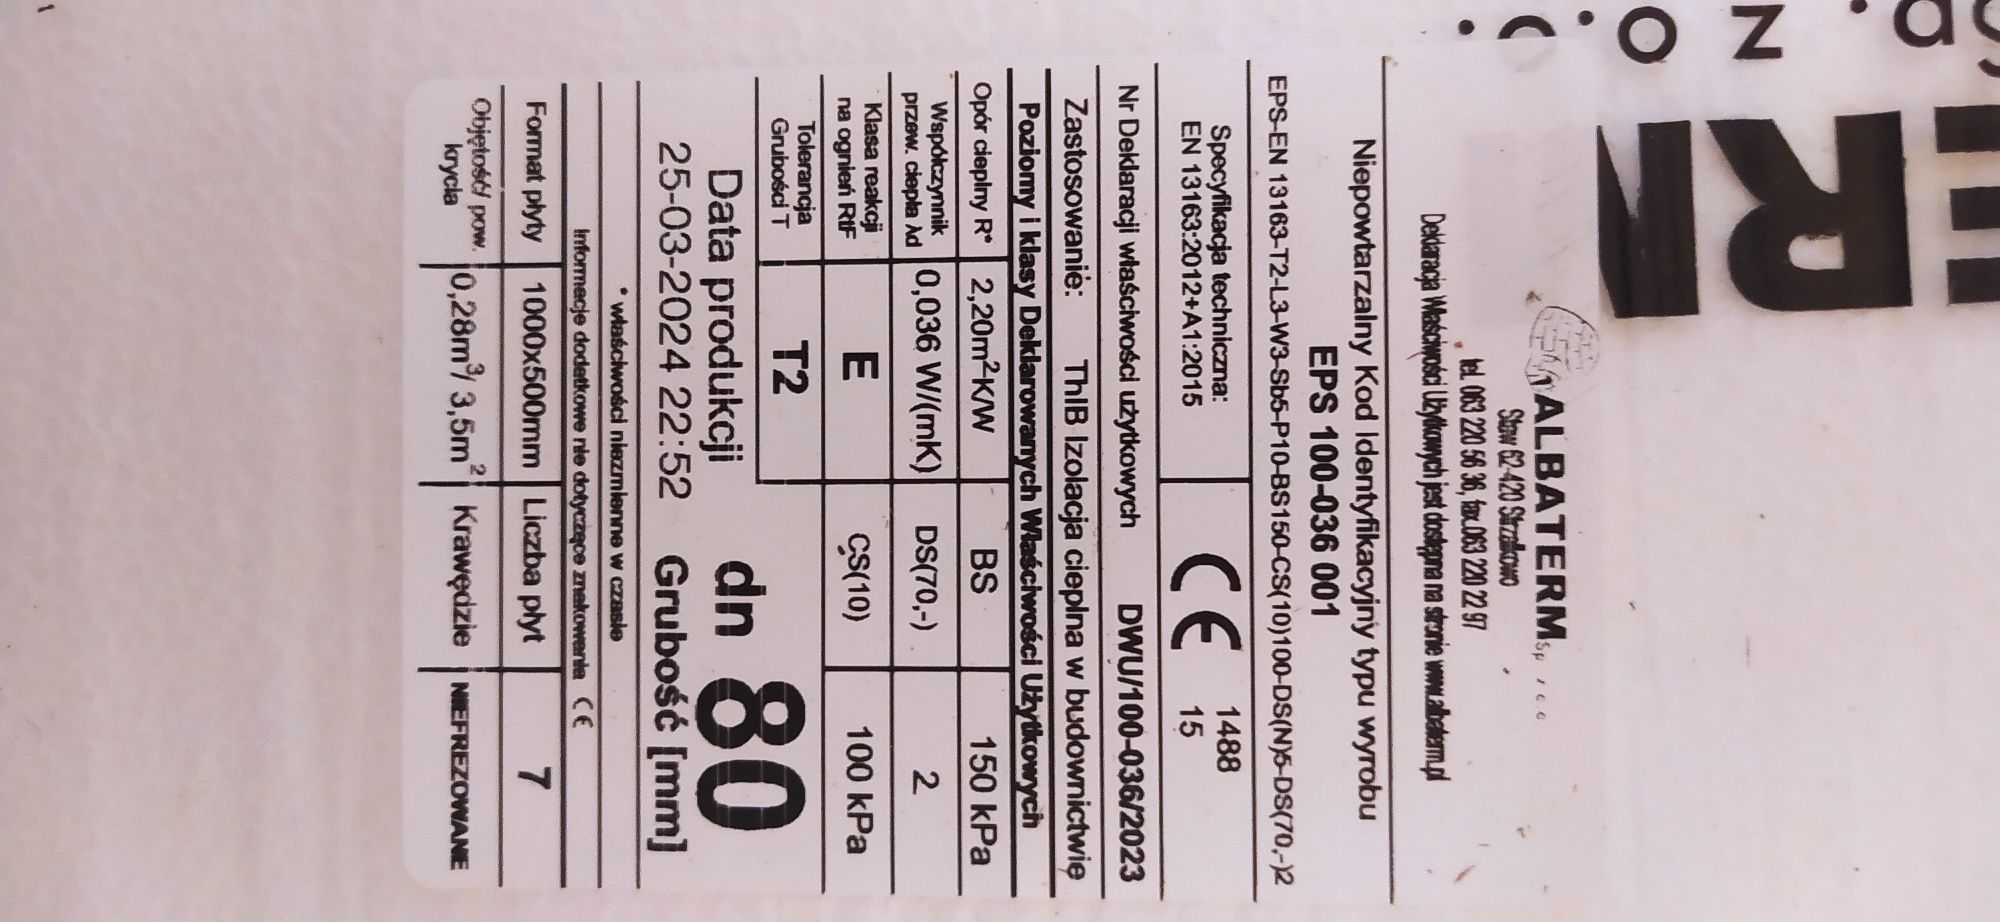 ALBATERM Sp z o o
Słow 62-420 Strzałkowo
tel. 063 220 56 36, fax.063 220 22 97
Deklaracja Właściwości Użytkowych jest dostępna na stronie www.albaterm.pl
Niepowtarzalny Kod Identyfikacyjny typu wyrobu
EPS 100-036 001
EPS-EN 13163-T2-L3-W3-Sb5-P10-BS150-CS(10)100-DS(N)5-DS(70,-)2
Specyfikacja techniczna: CE 1488
EN 13163:2012+A1:2015 15
Nr Deklaracji właściwości użytkowych DWU/100-036/2023
Zastosowanie: ThIB Izolacja cieplna w budownictwie
Poziomy i klasy Deklarowanych Właściwości Użytkowych
Opór cieplny R* 2,20m²K/W BS 150 kPa
Współczynnik
przew. ciepła λd 0,036 W/(mK) DS(70,-) 2
Klasa reakcji
na ognień RtF E CS(10) 100 kPa
Tolerancja
Grubości T T2
Data produkcji dn 80
25-03-2024 22:52 Grubość [mm]
* właściwości niezmienne w czasie
Informacje dodatkowe nie dotyczące znakowania CE
Format płyty 1000x500mm Liczba płyt 7
Objętość/ pow.
krycia 0,28m³/ 3,5m² Krawędzie NIEFREZOWANE